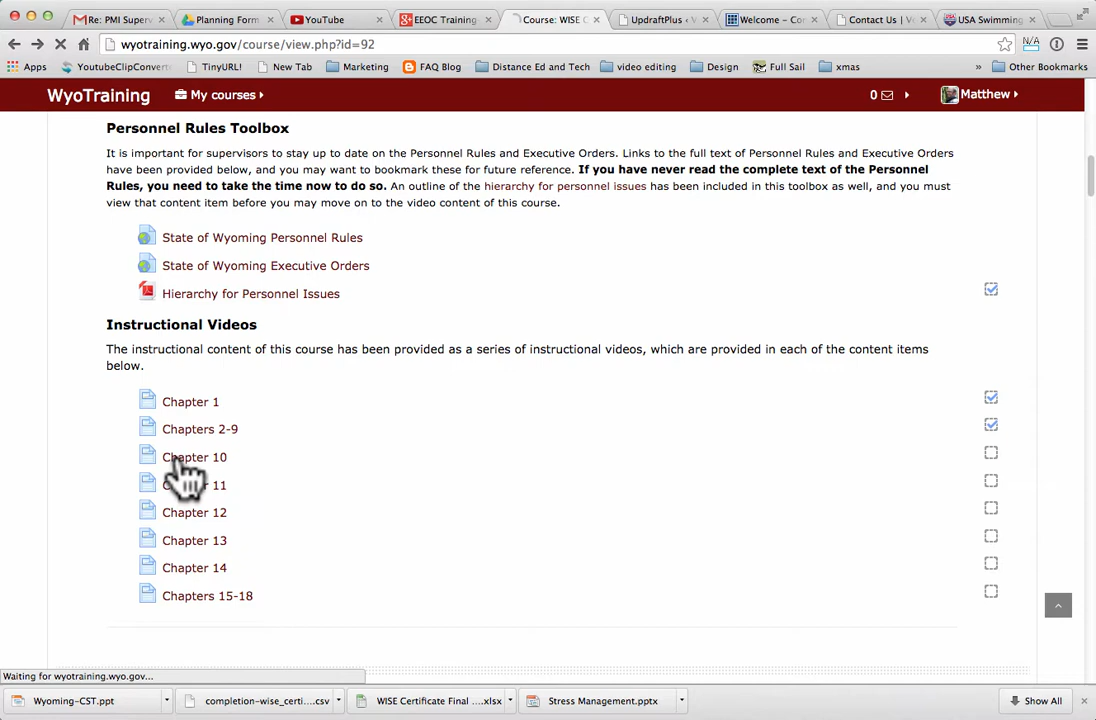 Re: PMI Superv
Planning Form
YouTube
EEOC Training
Course: WISE C
UpdraftPlus ‹ V
Welcome – Co
Contact Us | V
USA Swimming
wyotraining.wyo.gov/course/view.php?id=92
N/A
Apps
YoutubeClipConvert
TinyURL!
New Tab
Marketing
FAQ Blog
Distance Ed and Tech
video editing
Design
Full Sail
xmas
»
Other Bookmarks
WyoTraining
My courses
0
Matthew
Personnel Rules Toolbox
It is important for supervisors to stay up to date on the Personnel Rules and Executive Orders. Links to the full text of Personnel Rules and Executive Orders
have been provided below, and you may want to bookmark these for future reference. If you have never read the complete text of the Personnel
Rules, you need to take the time now to do so. An outline of the hierarchy for personnel issues has been included in this toolbox as well, and you must
view that content item before you may move on to the video content of this course.
State of Wyoming Personnel Rules
State of Wyoming Executive Orders
Hierarchy for Personnel Issues
Instructional Videos
The instructional content of this course has been provided as a series of instructional videos, which are provided in each of the content items
below.
Chapter 1
Chapters 2-9
Chapter 10
11
Chapter 12
Chapter 13
Chapter 14
Chapters 15-18
Waiting for wyotraining.wyo.gov...
Wyoming-CST.ppt
completion-wise_certi....csv
WISE Certificate Final ....xlsx
Stress Management.pptx
Show All